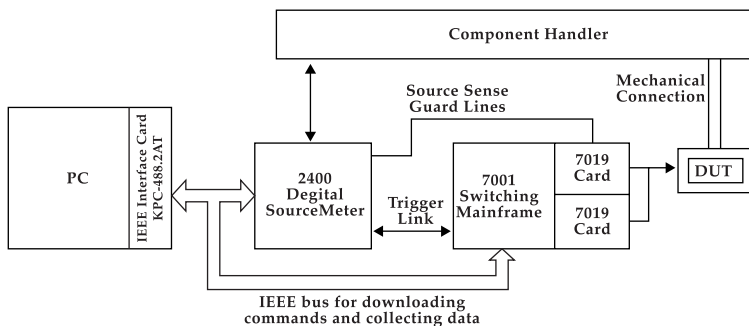 Component Handler
Mechanical
Connection
Source Sense
Guard Lines
PC
IEEE Interface Card
KPC-488.2AT
2400
Degital
SourceMeter
Trigger
Link
7001
Switching
Mainframe
7019
Card
7019
Card
DUT
IEEE bus for downloading
commands and collecting data